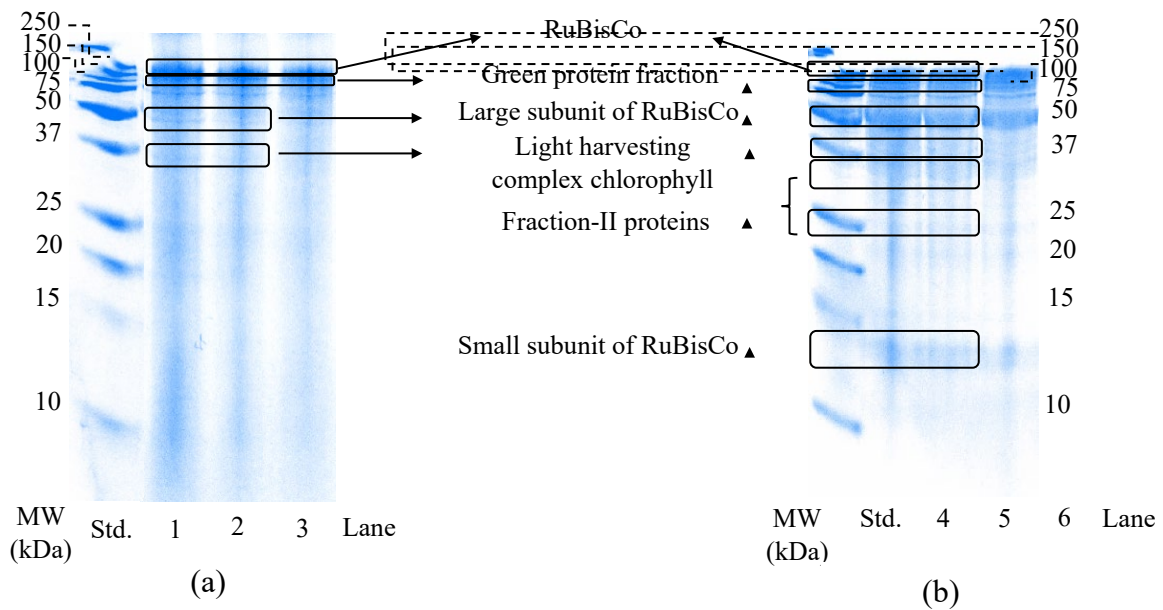 250
150
100
75
50
37
25
20
15
10
RuBisCo
Green protein fraction
Large subunit of RuBisCo
Light harvesting
complex chlorophyll
Fraction-II proteins
Small subunit of RuBisCo
250
150
100
75
50
37
25
20
15
10
MW
(kDa)
Std. 1 2 3 Lane
(a)
MW
(kDa)
Std. 4 5 6 Lane
(b)